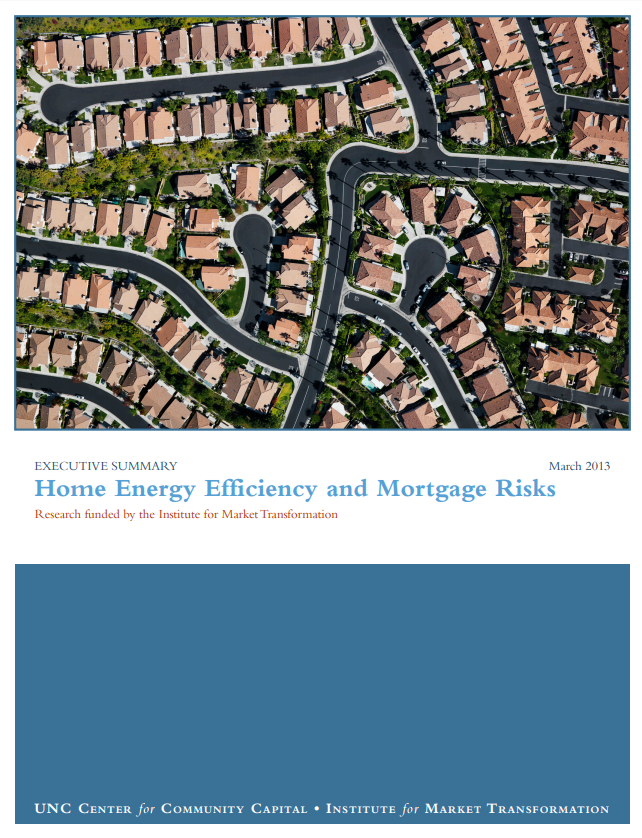 EXECUTIVE SUMMARY March 2013
Home Energy Efficiency and Mortgage Risks
Research funded by the Institute for Market Transformation
UNC Center for Community Capital • Institute for Market Transformation